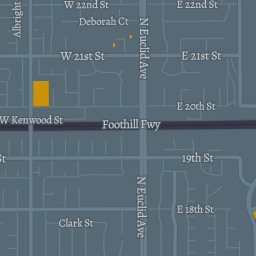 W 22nd St
E 22nd St
Albright
Deborah Ct
N Euclid Ave
W 21st St
E 21st St
E 20th St
W Kenwood St
Foothill Fwy
St
19th St
N Euclid Ave
E 18th St
Clark St